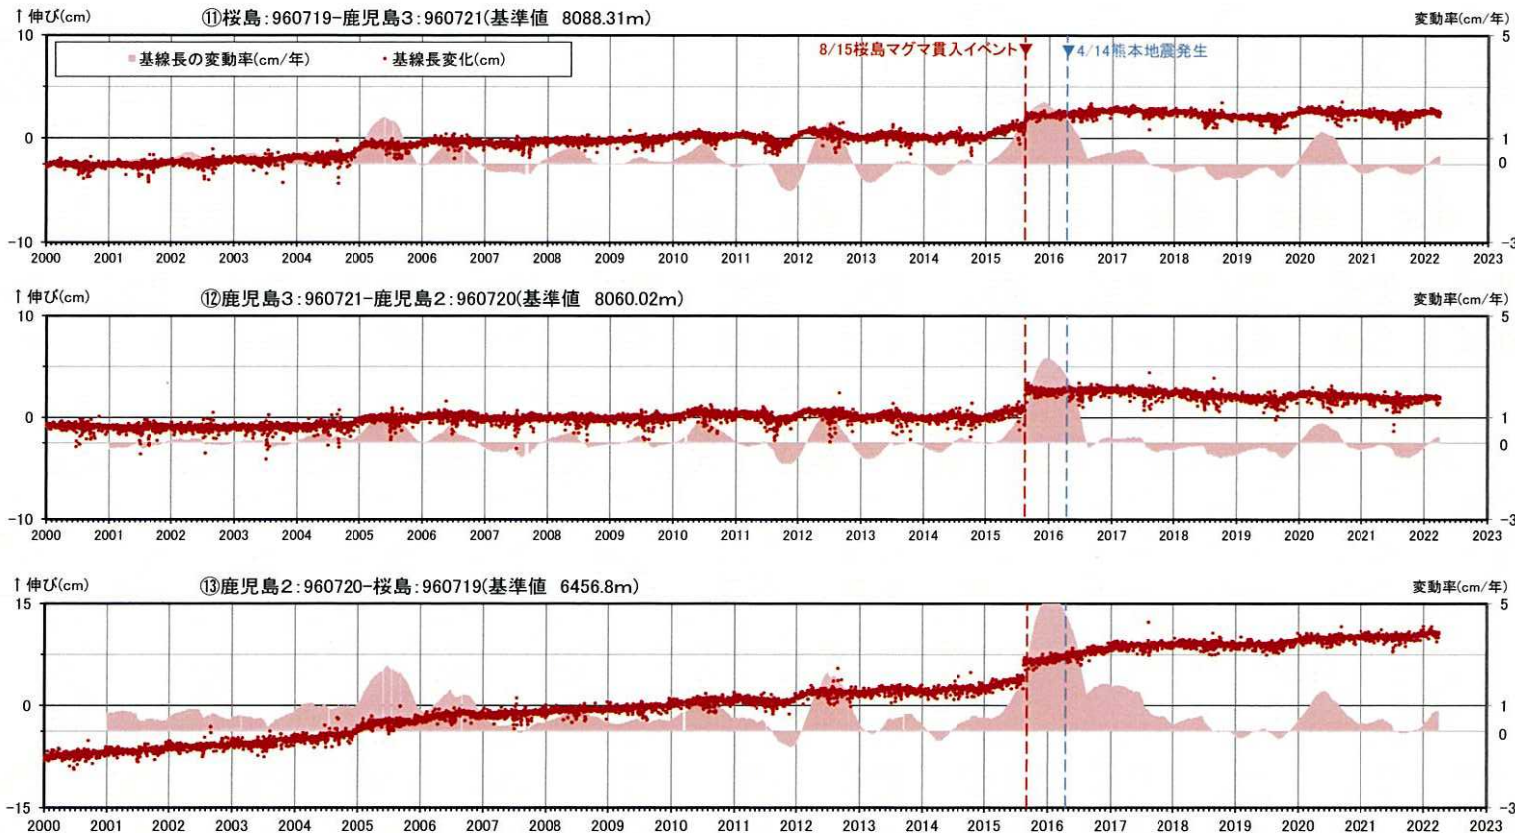 ↑伸び(cm) ⑪桜島:960719-鹿児島3:960721(基準値 8088.31m) 変動率(cm/年)
10 5
■基線長の変動率(cm/年) ・基線長変化(cm)
8/15桜島マグマ貫入イベント▼ ▼4/14熊本地震発生
0 1
0
-10 -3
2000 2001 2002 2003 2004 2005 2006 2007 2008 2009 2010 2011 2012 2013 2014 2015 2016 2017 2018 2019 2020 2021 2022 2023
↑伸び(cm) ⑫鹿児島3:960721-鹿児島2:960720(基準値 8060.02m) 変動率(cm/年)
10 5
0 1
0
-10 -3
2000 2001 2002 2003 2004 2005 2006 2007 2008 2009 2010 2011 2012 2013 2014 2015 2016 2017 2018 2019 2020 2021 2022 2023
↑伸び(cm) ⑬鹿児島2:960720-桜島:960719(基準値 6456.8m) 変動率(cm/年)
15 5
0 1
0
-15 -3
2000 2001 2002 2003 2004 2005 2006 2007 2008 2009 2010 2011 2012 2013 2014 2015 2016 2017 2018 2019 2020 2021 2022 2023